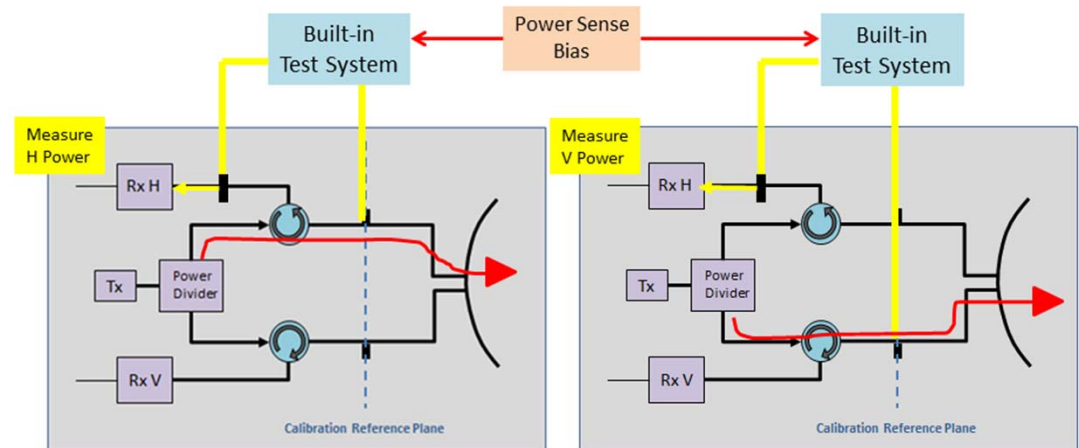 Built-in
Test System
Power Sense
Bias
Built-in
Test System
Measure
H Power
Rx H
Tx
Power
Divider
Rx V
Calibration Reference Plane
Measure
V Power
Rx H
Tx
Power
Divider
Rx V
Calibration Reference Plane